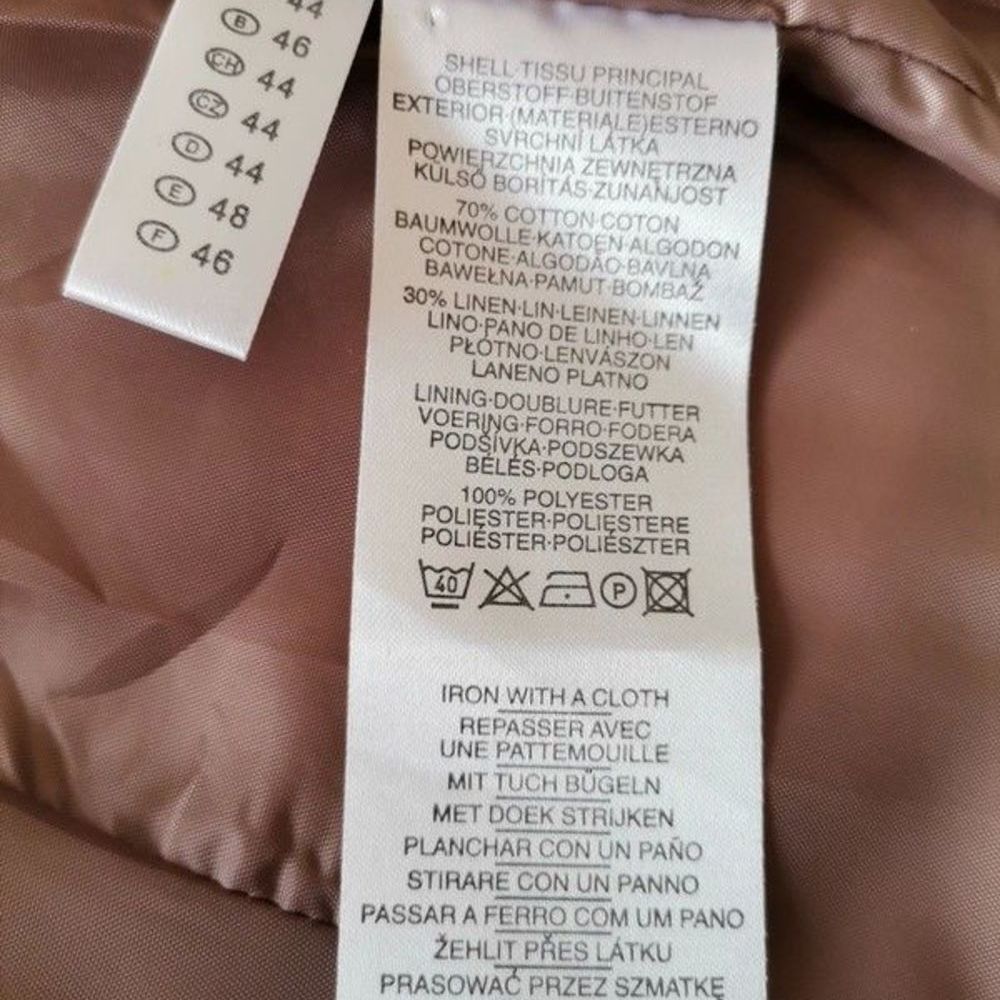 44
B 46
CH 44
CZ 44
D 44
E 48
F 46
SHELL·TISSU PRINCIPAL
OBERSTOFF·BUITENSTOF
EXTERIOR·(MATERIALE)ESTERNO
SVRCHNÍ LÁTKA
POWIERZCHNIA ZEWNĘTRZNA
KÜLSŐ BORÍTÁS·ZUNANJOST
70% COTTON·COTON
BAUMWOLLE·KATOEN·ALGODON
COTONE·ALGODÃO·BAVLNA
BAWEŁNA·PAMUT·BOMBAŽ
30% LINEN·LIN·LEINEN·LINNEN
LINO·PANO DE LINHO·LEN
PŁÓTNO·LENVÁSZON
LANENO PLATNO
LINING·DOUBLURE·FUTTER
VOERING·FORRO·FODERA
PODŠÍVKA·PODSZEWKA
BÉLÉS·PODLOGA
100% POLYESTER
POLIĘSTER·POLIESTERE
POLIÉSTER·POLIÉSZTER
40 P
IRON WITH A CLOTH
REPASSER AVEC
UNE PATTEMOUILLE
MIT TUCH BÜGELN
MET DOEK STRIJKEN
PLANCHAR CON UN PAÑO
STIRARE CON UN PANNO
PASSAR A FERRO COM UM PANO
ŽEHLIT PŘES LÁTKU
PRASOWAĆ PRZEZ SZMATKĘ